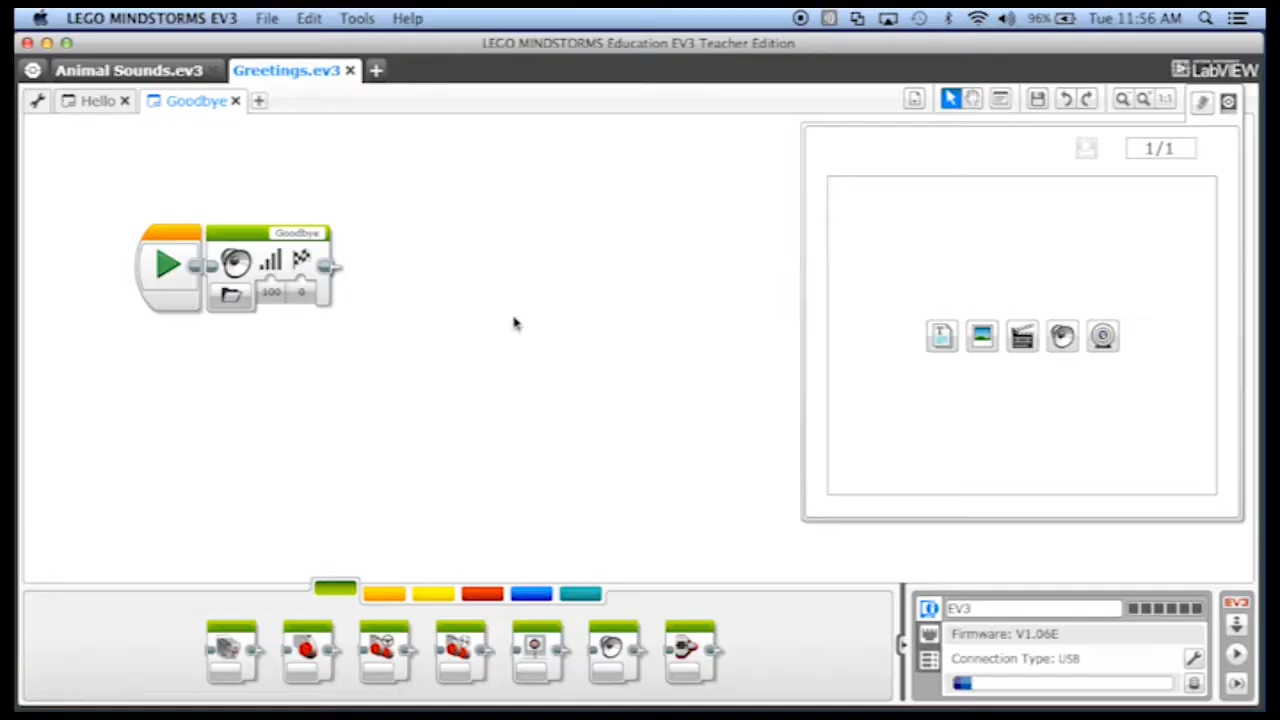 LEGO MINDSTORMS EV3 File Edit Tools Help 96% Tue 11:56 AM
LEGO MINDSTORMS Education EV3 Teacher Edition
Animal Sounds.ev3 Greetings.ev3 LabVIEW
Hello Goodbye 1:1
1/1
Goodbye
100 0
EV3 EV3
Firmware: V1.06E
Connection Type: USB